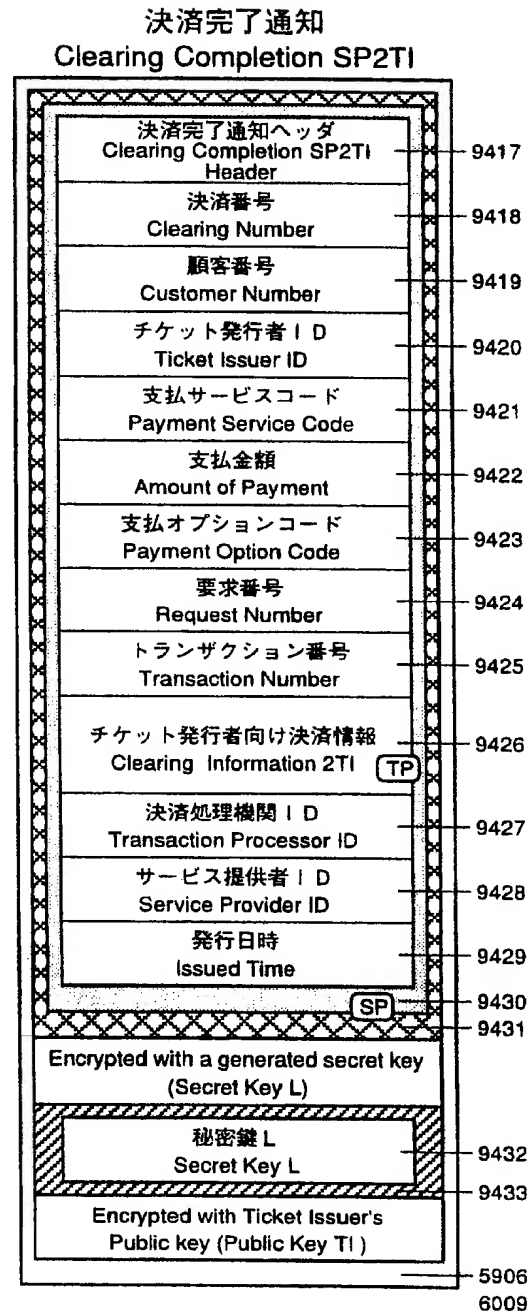 決済完了通知
Clearing Completion SP2TI
決済完了通知ヘッダ
Clearing Completion SP2TI
Header
9417
決済番号
Clearing Number
9418
顧客番号
Customer Number
9419
チケット発行者ID
Ticket Issuer ID
9420
支払サービスコード
Payment Service Code
9421
支払金額
Amount of Payment
9422
支払オプションコード
Payment Option Code
9423
要求番号
Request Number
9424
トランザクション番号
Transaction Number
9425
チケット発行者向け決済情報
Clearing Information 2TI
TP
9426
決済処理機関ID
Transaction Processor ID
9427
サービス提供者ID
Service Provider ID
9428
発行日時
Issued Time
9429
SP
9430
9431
Encrypted with a generated secret key
(Secret Key L)
秘密鍵L
Secret Key L
9432
9433
Encrypted with Ticket Issuer's
Public key (Public Key TI )
5906
6009